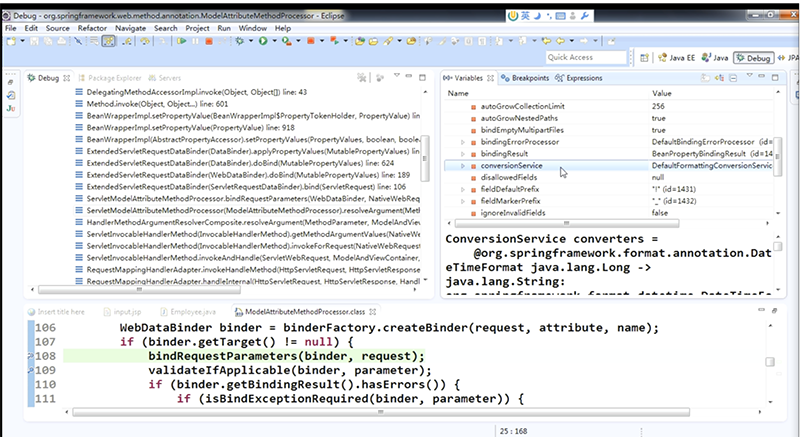 Debug - org.springframework.web.method.annotation.ModelAttributeMethodProcessor - Eclipse
英
File Edit Source Refactor Navigate Search Project Run Window Help
Quick Access
Java EE Java Debug JPA
Debug Package Explorer Servers
DelegatingMethodAccessorImpl.invoke(Object, Object[]) line: 43
Method.invoke(Object, Object...) line: 601
BeanWrapperImpl.setPropertyValue(BeanWrapperImpl$PropertyTokenHolder, PropertyValue)
BeanWrapperImpl.setPropertyValue(PropertyValue) line: 918
BeanWrapperImpl(AbstractPropertyAccessor).setPropertyValues(PropertyValues, boolean, boole
ExtendedServletRequestDataBinder(DataBinder).applyPropertyValues(MutablePropertyValues)
ExtendedServletRequestDataBinder(DataBinder).doBind(MutablePropertyValues) line: 624
ExtendedServletRequestDataBinder(WebDataBinder).doBind(MutablePropertyValues) line: 189
ExtendedServletRequestDataBinder(ServletRequestDataBinder).bind(ServletRequest) line: 106
ServletModelAttributeMethodProcessor.bindRequestParameters(WebDataBinder, NativeWebReq
ServletModelAttributeMethodProcessor(ModelAttributeMethodProcessor).resolveArgument(Meth
HandlerMethodArgumentResolverComposite.resolveArgument(MethodParameter, ModelAndView
ServletInvocableHandlerMethod(InvocableHandlerMethod).getMethodArgumentValues(NativeWe
ServletInvocableHandlerMethod(InvocableHandlerMethod).invokeForRequest(NativeWebReques
ServletInvocableHandlerMethod.invokeAndHandle(ServletWebRequest, ModelAndViewContainer,
RequestMappingHandlerAdapter.invokeHandleMethod(HttpServletRequest, HttpServletResponse
RequestMappingHandlerAdapter.handleInternal(HttpServletRequest, HttpServletResponse, Handl
Variables Breakpoints Expressions
Name Value
autoGrowCollectionLimit 256
autoGrowNestedPaths true
bindEmptyMultipartFiles true
bindingErrorProcessor DefaultBindingErrorProcessor (id=
bindingResult BeanPropertyBindingResult (id=14
conversionService DefaultFormattingConversionServic
disallowedFields null
fieldDefaultPrefix "!" (id=1431)
fieldMarkerPrefix "_" (id=1432)
ignoreInvalidFields false
ConversionService converters =
@org.springframework.format.annotation.Dat
eTimeFormat java.lang.Long ->
java.lang.String:
org.springframework.format.datetime.DateTimeFo
Insert title here input.jsp Employee.java ModelAttributeMethodProcessor.class
106 WebDataBinder binder = binderFactory.createBinder(request, attribute, name);
107 if (binder.getTarget() != null) {
108 bindRequestParameters(binder, request);
109 validateIfApplicable(binder, parameter);
110 if (binder.getBindingResult().hasErrors()) {
111 if (isBindExceptionRequired(binder, parameter)) {
25 : 168